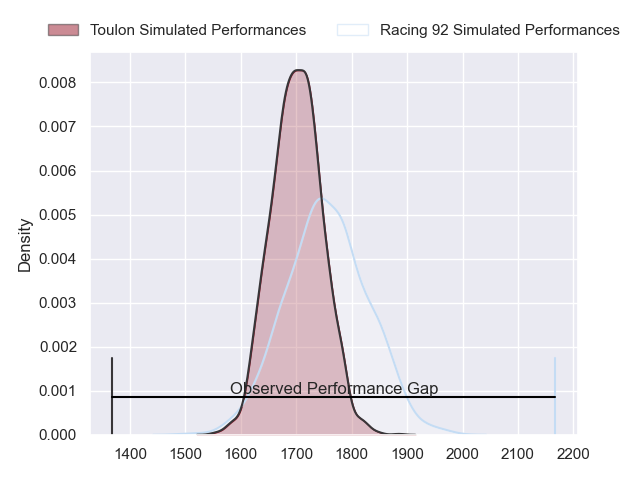 Toulon Simulated Performances
Racing 92 Simulated Performances
0.008
0.007
0.006
0.005
0.004
0.003
0.002
0.001
0.000
Density
Observed Performance Gap
1400 1500 1600 1700 1800 1900 2000 2100 2200